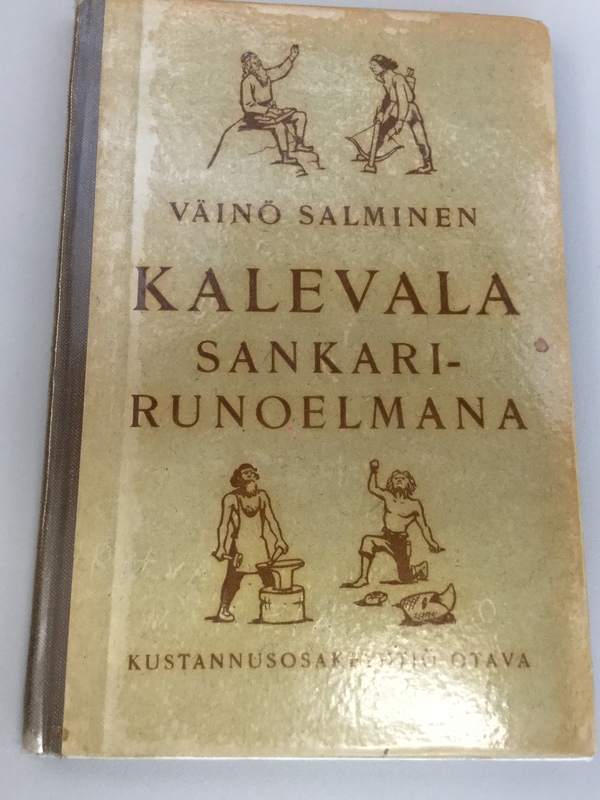 VÄINÖ SALMINEN
KALEVALA
SANKARI-
RUNOELMANA
KUSTANNUSOSAKEYHTIÖ OTAVA